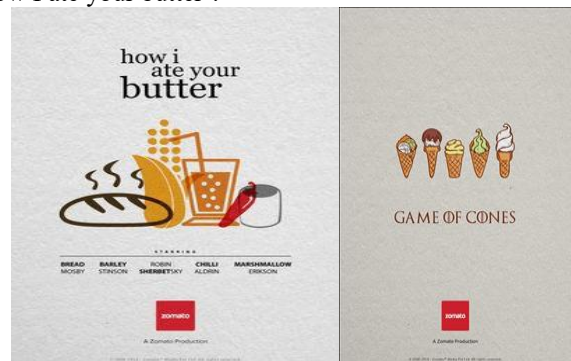 how i
ate your
butter
STARRING
BREAD BARLEY ROBIN CHILLI MARSHMALLOW
MOSBY STINSON SHERBETSKY ALDRIN ERIKSON
zomato
A Zomato Production
GAME OF CONES
zomato
A Zomato Production